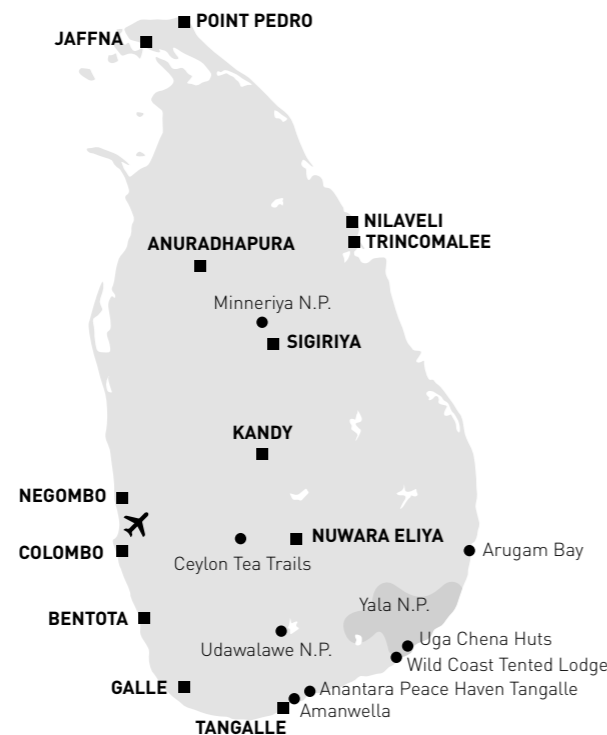 POINT PEDRO
JAFFNA
NILAVELI
TRINCOMALEE
ANURADHAPURA
Minneriya N.P.
SIGIRIYA
KANDY
NEGOMBO
NUWARA ELIYA
COLOMBO
Ceylon Tea Trails
Arugam Bay
Yala N.P.
BENTOTA
Uga Chena Huts
Udawalawe N.P.
Wild Coast Tented Lodge
GALLE
Anantara Peace Haven Tangalle
Amanwella
TANGALLE